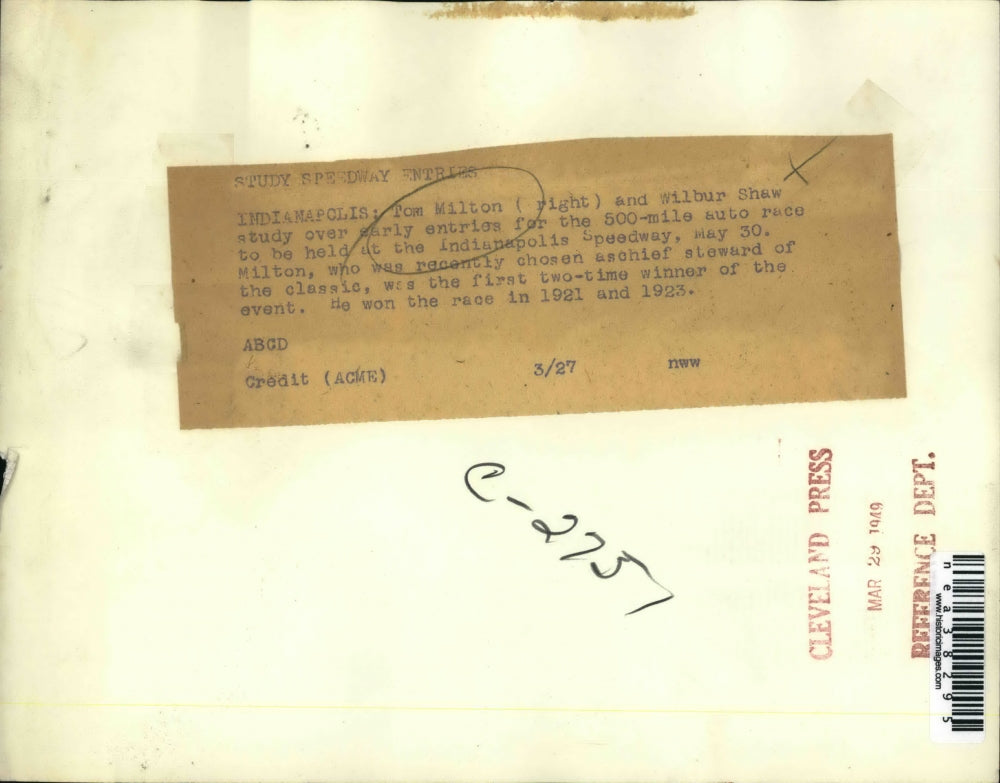 STUDY SPEEDWAY ENTRIES
INDIANAPOLIS: Tom Milton ( right) and Wilbur Shaw
study over early entries for the 500-mile auto race
to be held at the Indianapolis Speedway, May 30.
Milton, who was recently chosen aschief steward of
the classic, was the first two-time winner of the
event. He won the race in 1921 and 1923.
ABCD
Credit (ACME) 3/27 nww
C-275
CLEVELAND PRESS
MAR 29 1949
REFERENCE DEPT.
www.historicimages.com
nea38295